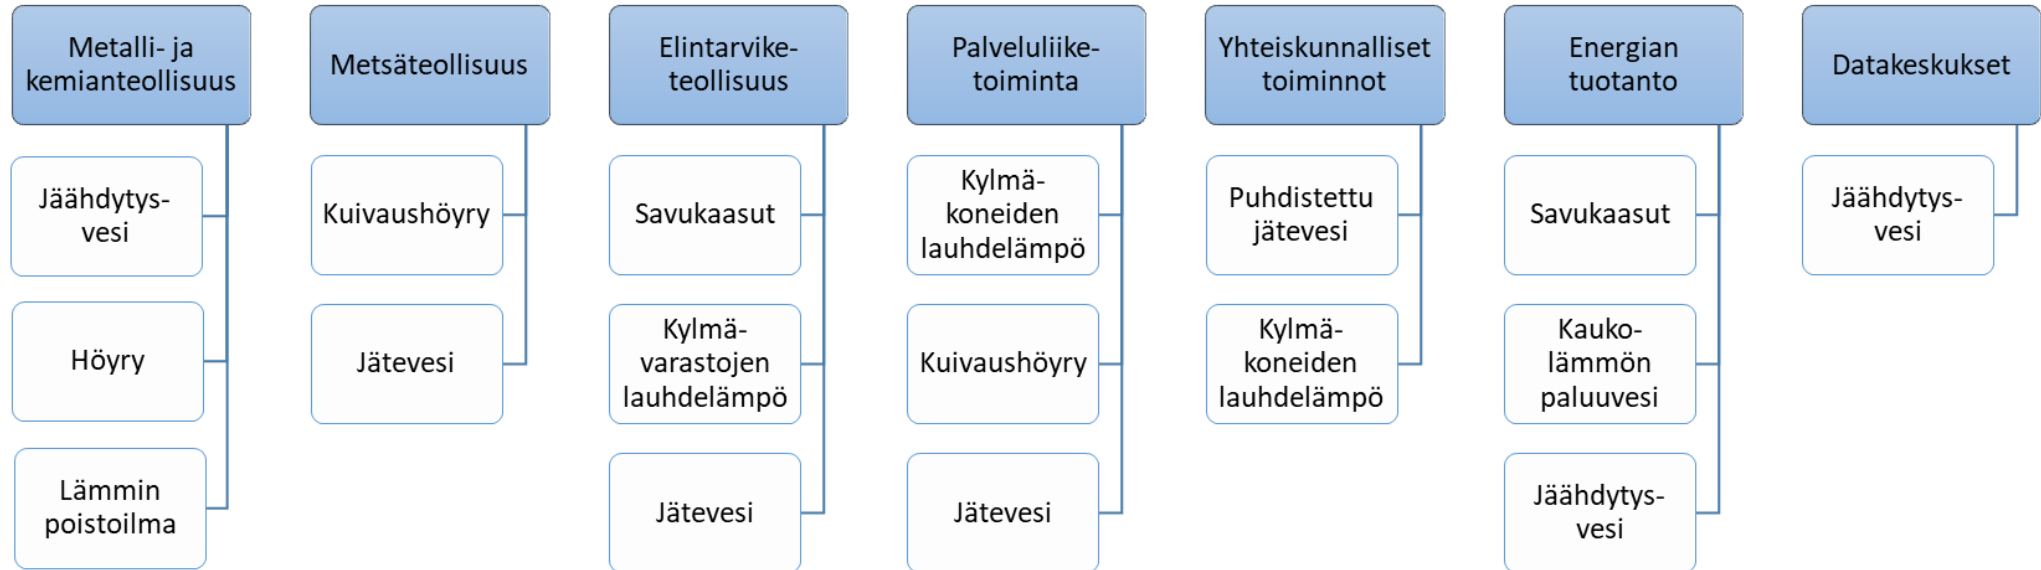 Metalli- ja
kemianteollisuus
Jäähdytys-
vesi
Höyry
Lämmin
poistoilma
Metsäteollisuus
Kuivaushöyry
Jätevesi
Elintarvike-
teollisuus
Savukaasut
Kylmä-
varastojen
lauhdelämpö
Jätevesi
Palveluliike-
toiminta
Kylmä-
koneiden
lauhdelämpö
Kuivaushöyry
Jätevesi
Yhteiskunnalliset
toiminnot
Puhdistettu
jätevesi
Kylmä-
koneiden
lauhdelämpö
Energian
tuotanto
Savukaasut
Kauko-
lämmön
paluuvesi
Jäähdytys-
vesi
Datakeskukset
Jäähdytys-
vesi